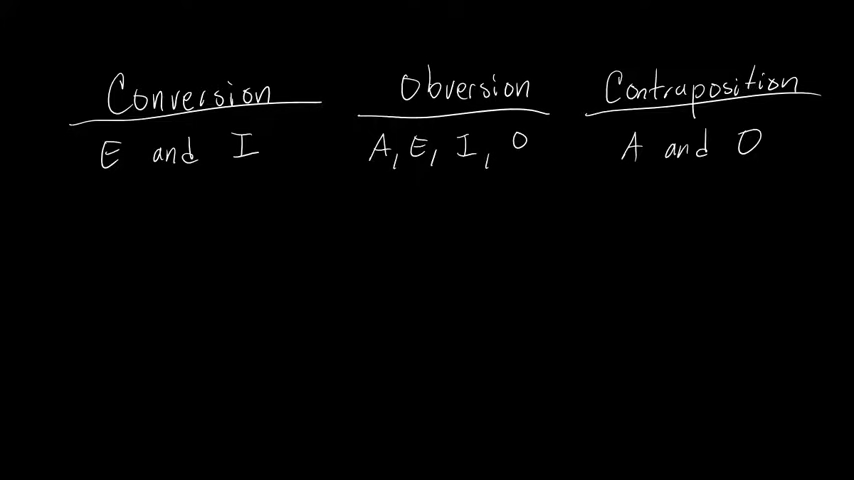 Conversion Obversion Contraposition
E and I A, E, I, O A and O